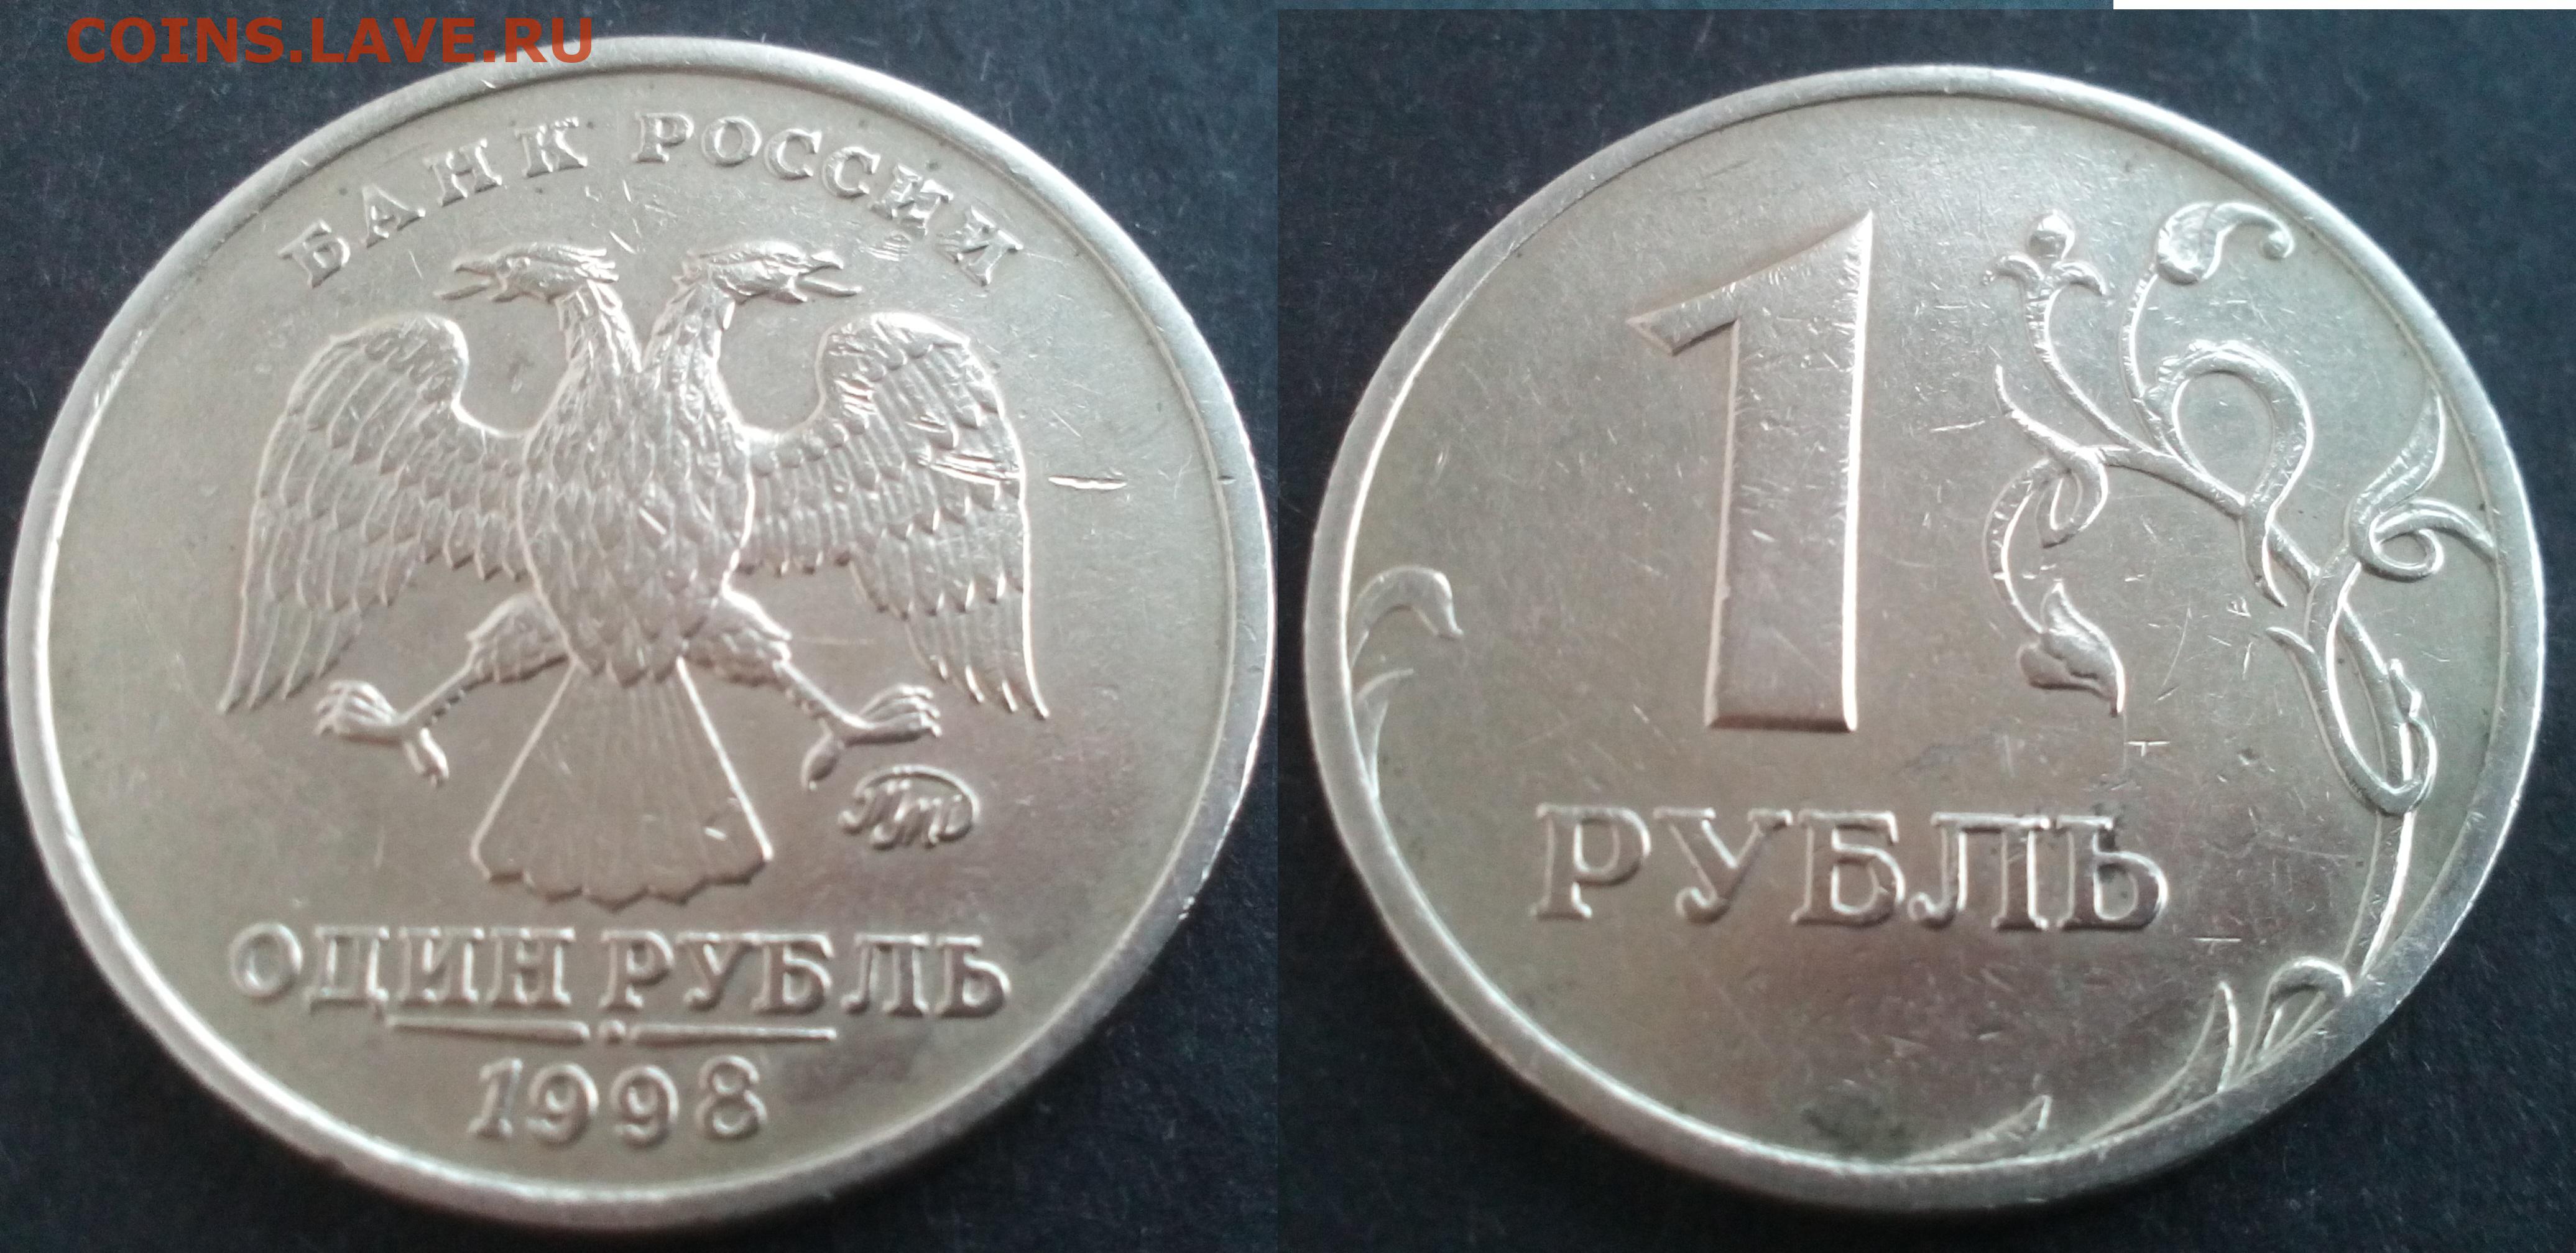 COINS.LAVE.RU
БАНК РОССИИ
ММД
ОДИН РУБЛЬ
1998
1
РУБЛЬ